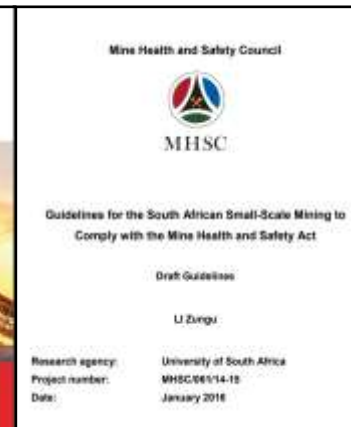 Mine Health and Safety Council
MHSC
Guidelines for the South African Small-Scale Mining to
Comply with the Mine Health and Safety Act
Draft Guidelines
LI Zungu
Research agency: University of South Africa
Project number: MHSC/061/14-15
Date: January 2016